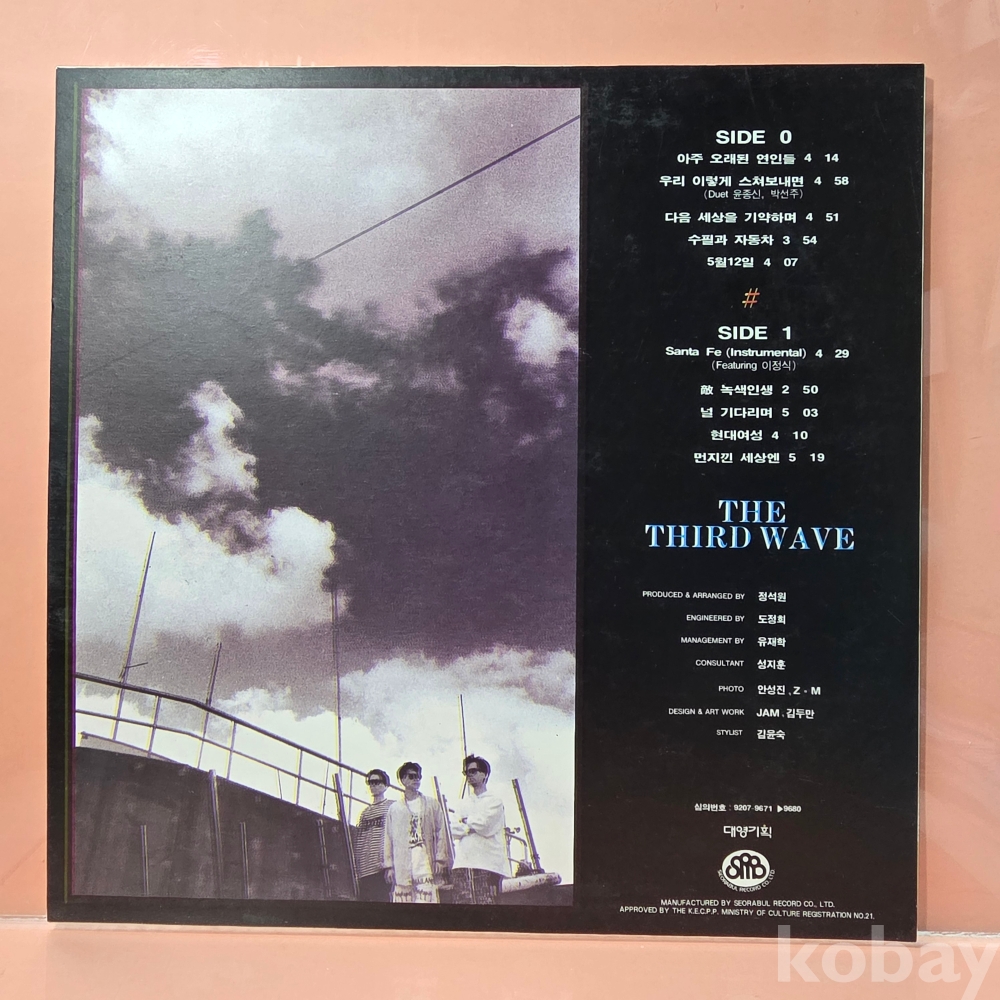 SIDE 0
아주 오래된 연인들 4 14
우리 이렇게 스쳐보내면 4 58
(Duet 윤종신, 박선주)
다음 세상을 기약하며 4 51
수필과 자동차 3 54
5월12일 4 07
#
SIDE 1
Santa Fe (Instrumental) 4 29
(Featuring 이정식)
敵 녹색인생 2 50
널 기다리며 5 03
현대여성 4 10
먼지낀 세상엔 5 19
THE
THIRD WAVE
PRODUCED & ARRANGED BY 정석원
ENGINEERED BY 도정회
MANAGEMENT BY 유재학
CONSULTANT 성지훈
PHOTO 안성진, Z·M
DESIGN & ART WORK JAM, 김두만
STYLIST 김윤숙
심의번호 : 9207-9671 ▶9680
대영기획
SRB
SEORABUL RECORD CO. LTD
MANUFACTURED BY SEORABUL RECORD CO., LTD.
APPROVED BY THE K.E.C.P.P. MINISTRY OF CULTURE REGISTRATION NO.21.
kobay